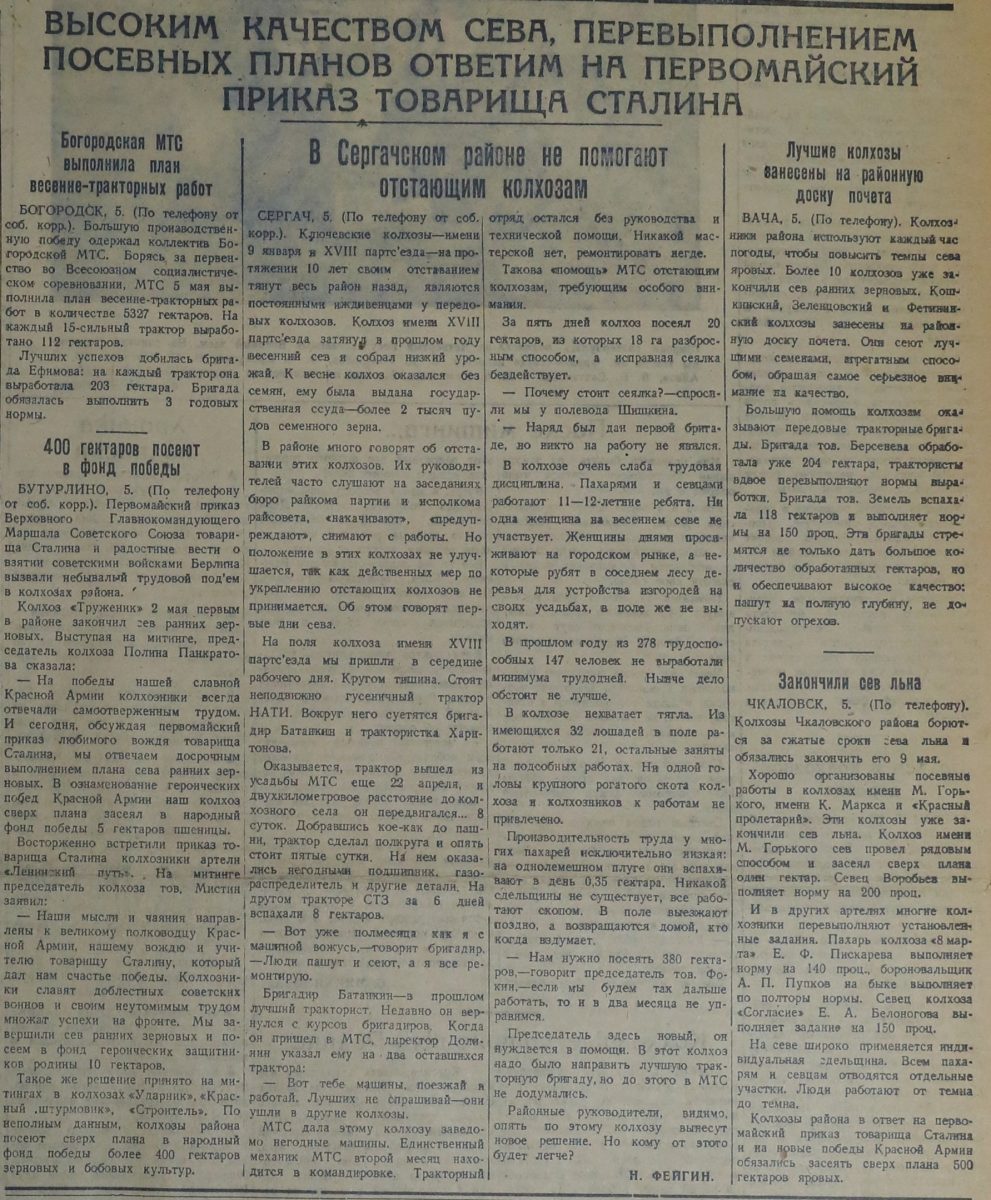 ВЫСОКИМ КАЧЕСТВОМ СЕВА, ПЕРЕВЫПОЛНЕНИЕМ
ПОСЕВНЫХ ПЛАНОВ ОТВЕТИМ НА ПЕРВОМАЙСКИЙ
ПРИКАЗ ТОВАРИЩА СТАЛИНА
Богородская МТС
выполнила план
весенне-тракторных работ
БОГОРОДСК, 5. (По телефону от
соб. корр.). Большую производствен-
ную победу одержал коллектив Бо-
городской МТС. Борясь за первен-
ство во Всесоюзном социалистиче-
ском соревновании, МТС 5 мая вы-
полнила план весенне-тракторных ра-
бот в количестве 5327 гектаров. На
каждый 15-сильный трактор вырабо-
тано 112 гектаров.
Лучших успехов добилась брига-
да Ефимова: на каждый трактор она
выработала 203 гектара. Бригада
обязалась выполнить 3 годовых
нормы.
400 гектаров посеют
в фонд победы
БУТУРЛИНО, 5. (По телефону
от соб. корр.). Первомайский приказ
Верховного Главнокомандующего
Маршала Советского Союза товари-
ща Сталина и радостные вести о
взятии советскими войсками Берлина
вызвали небывалый трудовой под'ем
в колхозах района.
Колхоз «Труженик» 2 мая первым
в районе закончил сев ранних зер-
новых. Выступая на митинге, пред-
седатель колхоза Полина Панкрато-
ва сказала:
— На победы нашей славной
Красной Армии колхозники всегда
отвечали самоотверженным трудом.
И сегодня, обсуждая первомайский
приказ любимого вождя товарища
Сталина, мы отвечаем досрочным
выполнением плана сева ранних зер-
новых. В ознаменование героических
побед Красной Армии наш колхоз
сверх плана засеял в народный
фонд победы 5 гектаров пшеницы.
Восторженно встретили приказ то-
варища Сталина колхозники артели
«Ленинский путь». На митинге
председатель колхоза тов. Мистин
заявил:
— Наши мысли и чаяния направ-
лены к великому полководцу Крас-
ной Армии, нашему вождю и учи-
телю товарищу Сталину, который
дал нам счастье победы. Колхозни-
ки славят доблестных советских
воинов и своим неутомимым трудом
множат успехи на фронте. Мы за-
вершили сев ранних зерновых и по-
сеем в фонд героических защитни-
ков родины 10 гектаров.
Такое же решение принято на ми-
тингах в колхозах «Ударник», «Крас-
ный штурмовик», «Строитель». По
неполным данным, колхозы района
посеют сверх плана в народный
фонд победы более 400 гектаров
зерновых и бобовых культур.
В Сергачском районе не помогают
отстающим колхозам
СЕРГАЧ, 5. (По телефону от соб.
корр.). Ключевские колхозы—имени
9 января и XVIII партс'езда—на про-
тяжении 10 лет своим отставанием
тянут весь район назад, являются
постоянными иждивенцами у передо-
вых колхозов. Колхоз имени XVIII
партс'езда затянул в прошлом году
весенний сев и собрал низкий уро-
жай. К весне колхоз оказался без
семян, ему была выдана государ-
ственная ссуда—более 2 тысяч пу-
дов семенного зерна.
В районе много говорят об отста-
вании этих колхозов. Их руководи-
телей часто слушают на заседаниях
бюро райкома партии и исполкома
райсовета, «накачивают», «предуп-
реждают», снимают с работы. Но
положение в этих колхозах не улуч-
шается, так как действенных мер по
укреплению отстающих колхозов не
принимается. Об этом говорят пер-
вые дни сева.
На поля колхоза имени XVIII
партс'езда мы пришли в середине
рабочего дня. Кругом тишина. Стоят
неподвижно гусеничный трактор
НАТИ. Вокруг него суетятся брига-
дир Батанкин и трактористка Хари-
тонова.
Оказывается, трактор вышел из
усадьбы МТС еще 22 апреля, и
двухкилометровое расстояние до кол-
хозного села он передвигался... 8
суток. Добравшись кое-как до паш-
ни, трактор сделал полкруга и опять
стоит пятые сутки. На нем оказа-
лись негодными подшипник, газо-
распределитель и другие детали. На
другом тракторе СТЗ за 6 дней
вспахали 8 гектаров.
— Вот уже полмесяца как я с
машиной вожусь,—говорит бригадир.
—Люди пашут и сеют, а я все ре-
монтирую.
Бригадир Батанкин—в прошлом
лучший тракторист. Недавно он вер-
нулся с курсов бригадиров. Когда
он пришел в МТС, директор Доли-
нин указал ему на два оставшихся
трактора:
— Вот тебе машины, поезжай и
работай. Лучших не спрашивай—они
ушли в другие колхозы.
МТС дала этому колхозу заведо-
мо негодные машины. Единственный
механик МТС второй месяц нахо-
дится в командировке. Тракторный
отряд остался без руководства и
технической помощи. Никакой мас-
терской нет, ремонтировать негде.
Такова «помощь» МТС отстающим
колхозам, требующим особого вни-
мания.
За пять дней колхоз посеял 20
гектаров, из которых 18 га разброс-
ным способом, а исправная сеялка
бездействует.
— Почему стоит сеялка?—спроси-
ли мы у полевода Шишкина.
— Наряд был дан первой брига-
де, но никто на работу не явился.
В колхозе очень слаба трудовая
дисциплина. Пахарями и севцами
работают 11—12-летние ребята. Ни
одна женщина на весеннем севе не
участвует. Женщины днями проси-
живают на городском рынке, а не-
которые рубят в соседнем лесу де-
ревья для устройства изгородей на
своих усадьбах, в поле же не вы-
ходят.
В прошлом году из 278 трудоспо-
собных 147 человек не выработали
минимума трудодней. Нынче дело
обстоит не лучше.
В колхозе нехватает тягла. Из
имеющихся 32 лошадей в поле ра-
ботают только 21, остальные заняты
на подсобных работах. Ни одной го-
ловы крупного рогатого скота кол-
хоза и колхозников к работам не
привлечено.
Производительность труда у мно-
гих пахарей исключительно низкая:
на однолемешном плуге они вспахи-
вают в день 0,35 гектара. Никакой
сдельщины не существует, все рабо-
тают скопом. В поле выезжают
поздно, а возвращаются домой, кто
когда вздумает.
— Нам нужно посеять 380 гекта-
ров,—говорит председатель тов. Фо-
кин,—если мы будем так дальше
работать, то и в два месяца не уп-
равимся.
Председатель здесь новый, он
нуждается в помощи. В этот колхоз
надо было направить лучшую трак-
торную бригаду, но до этого в МТС
не додумались.
Районные руководители, видимо,
опять по этому колхозу вынесут
новое решение. Но кому от этого
будет легче?
Н. ФЕЙГИН.
Лучшие колхозы
занесены на районную
доску почета
ВАЧА, 5. (По телефону). Колхоз-
ники района используют каждый час
погоды, чтобы повысить темпы сева
яровых. Более 10 колхозов уже за-
кончили сев ранних зерновых. Кош-
кинский, Зеленцовский и Фетинин-
ский колхозы занесены на район-
ную доску почета. Они сеют луч-
шими семенами, агрегатным спосо-
бом, обращая самое серьезное вни-
мание на качество.
Большую помощь колхозам ока-
зывают передовые тракторные брига-
ды. Бригада тов. Берсенева обрабо-
тала уже 204 гектара, трактористы
вдвое перевыполняют нормы выра-
ботки. Бригада тов. Земель вспаха-
ла 118 гектаров и выполняет нор-
мы на 150 проц. Эти бригады стре-
мятся не только дать большое ко-
личество обработанных гектаров, но
и обеспечивают высокое качество:
пашут на полную глубину, не до-
пускают огрехов.
Закончили сев льна
ЧКАЛОВСК, 5. (По телефону).
Колхозы Чкаловского района борют-
ся за сжатые сроки сева льна и
обязались закончить его 9 мая.
Хорошо организованы посевные
работы в колхозах имени М. Горь-
кого, имени К. Маркса и «Красный
пролетарий». Эти колхозы уже за-
кончили сев льна. Колхоз имени
М. Горького сев провел рядовым
способом и засеял сверх плана
один гектар. Севец Воробьев вы-
полняет норму на 200 проц.
И в других артелях многие кол-
хозники перевыполняют установлен-
ные задания. Пахарь колхоза «8 мар-
та» Е. Ф. Пискарева выполняет
норму на 140 проц., бороновальщик
А. П. Пупков на быке выполняет
по полторы нормы. Севец колхоза
«Согласие» Е. А. Белоногова вы-
полняет задание на 150 проц.
На севе широко применяется инди-
видуальная сдельщина. Всем паха-
рям и севцам отводятся отдельные
участки. Люди работают от темна
до темна.
Колхозы района в ответ на перво-
майский приказ товарища Сталина
и на новые победы Красной Армии
обязались засеять сверх плана 500
гектаров яровых.